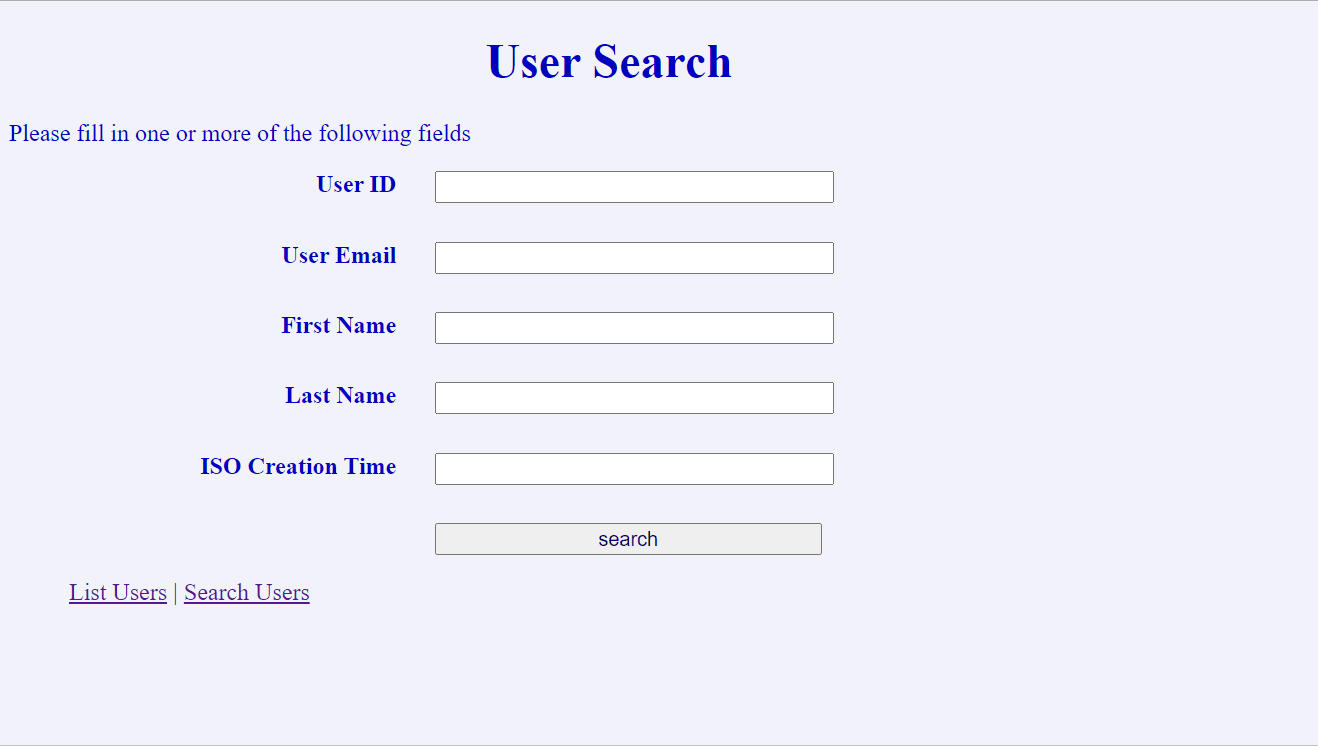 User Search
Please fill in one or more of the following fields
User ID
User Email
First Name
Last Name
ISO Creation Time
search
List Users | Search Users